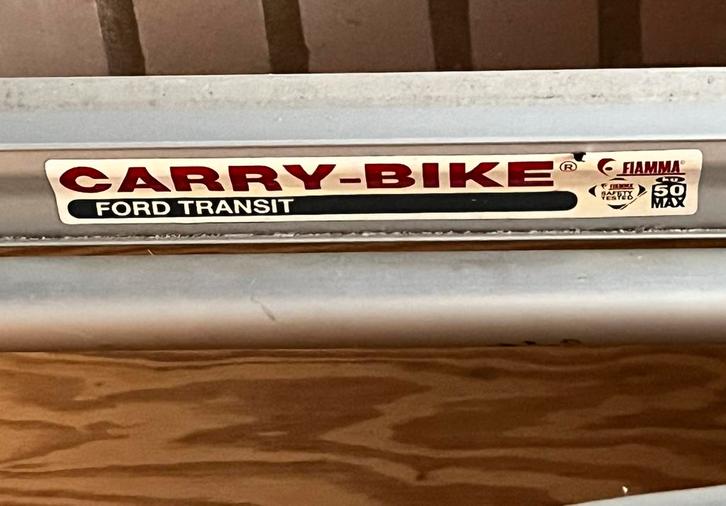 CARRY-BIKE®
FORD TRANSIT
FIAMMA®
FIAMMA
SAFETY
TESTED
KG
50
MAX